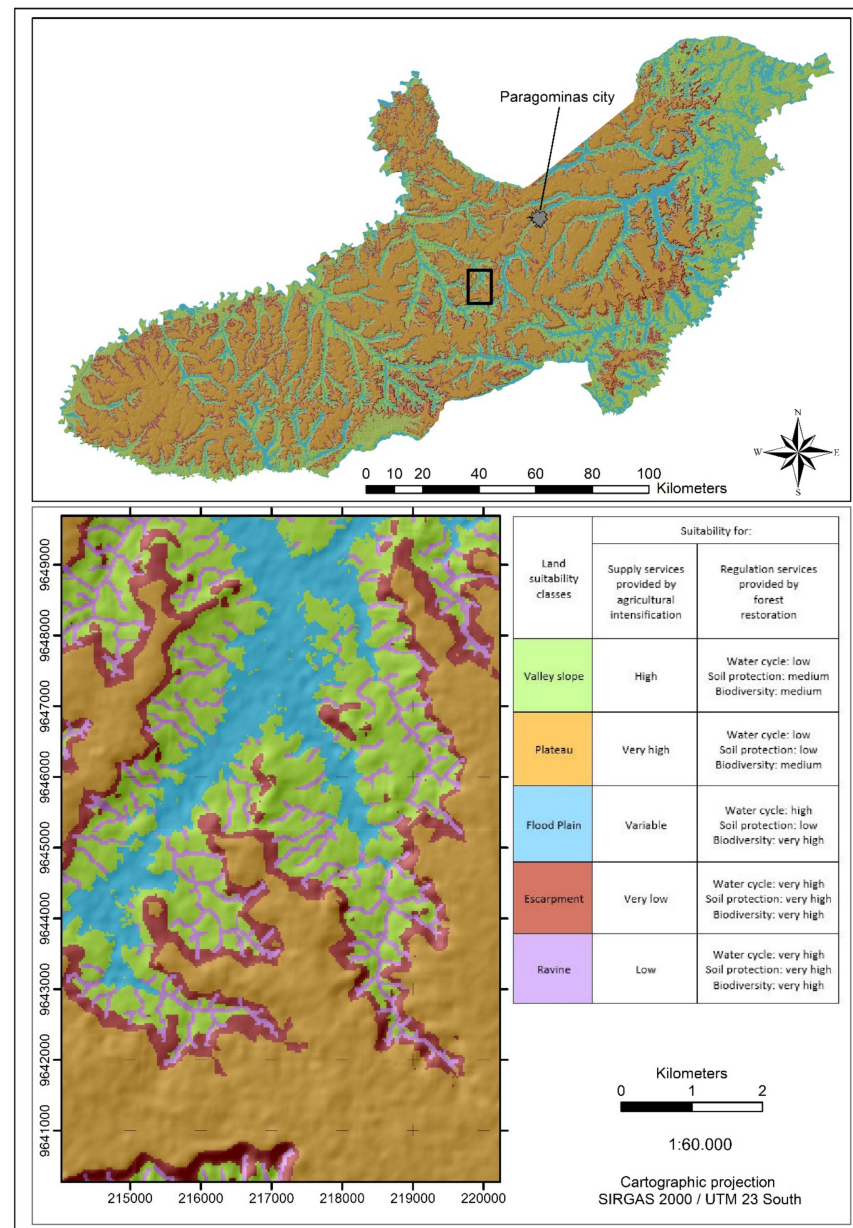 Paragominas city
N
W
E
S
0 10 20 40 60 80 100
Kilometers
9649000
9648000
9647000
9646000
9645000
9644000
9643000
9642000
9641000
215000 216000 217000 218000 219000 220000
Land
suitability
classes
Suitability for:
Supply services
provided by
agricultural
intensification
Regulation services
provided by
forest
restoration
Valley slope
High
Water cycle: low
Soil protection: medium
Biodiversity: medium
Plateau
Very high
Water cycle: low
Soil protection: low
Biodiversity: medium
Flood Plain
Variable
Water cycle: high
Soil protection: low
Biodiversity: very high
Escarpment
Very low
Water cycle: very high
Soil protection: very high
Biodiversity: very high
Ravine
Low
Water cycle: very high
Soil protection: very high
Biodiversity: very high
Kilometers
0 1 2
1:60.000
Cartographic projection
SIRGAS 2000 / UTM 23 South